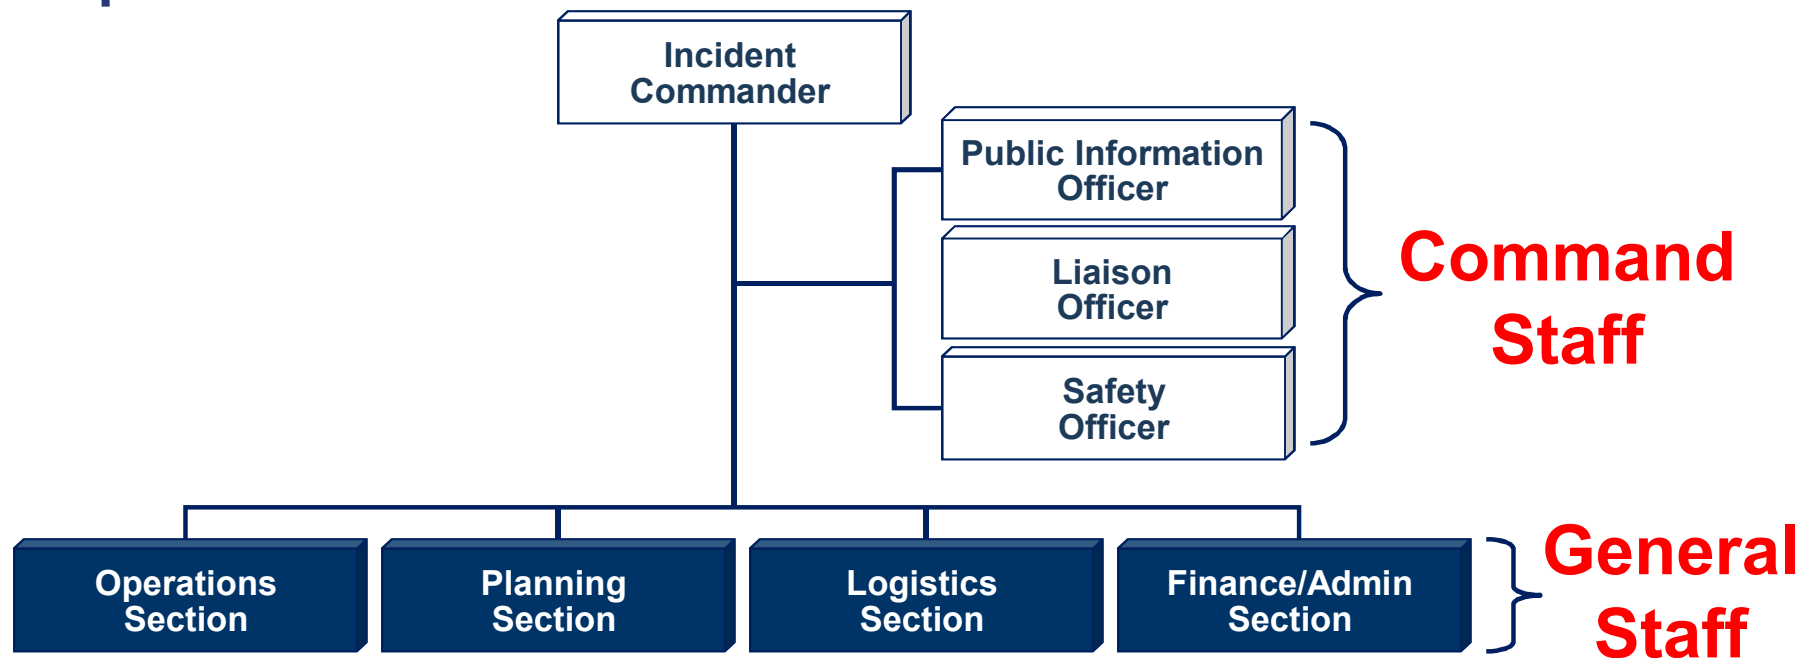 Incident
Commander
Public Information
Officer
Liaison
Officer
Safety
Officer
Command
Staff
Operations
Section
Planning
Section
Logistics
Section
Finance/Admin
Section
General
Staff